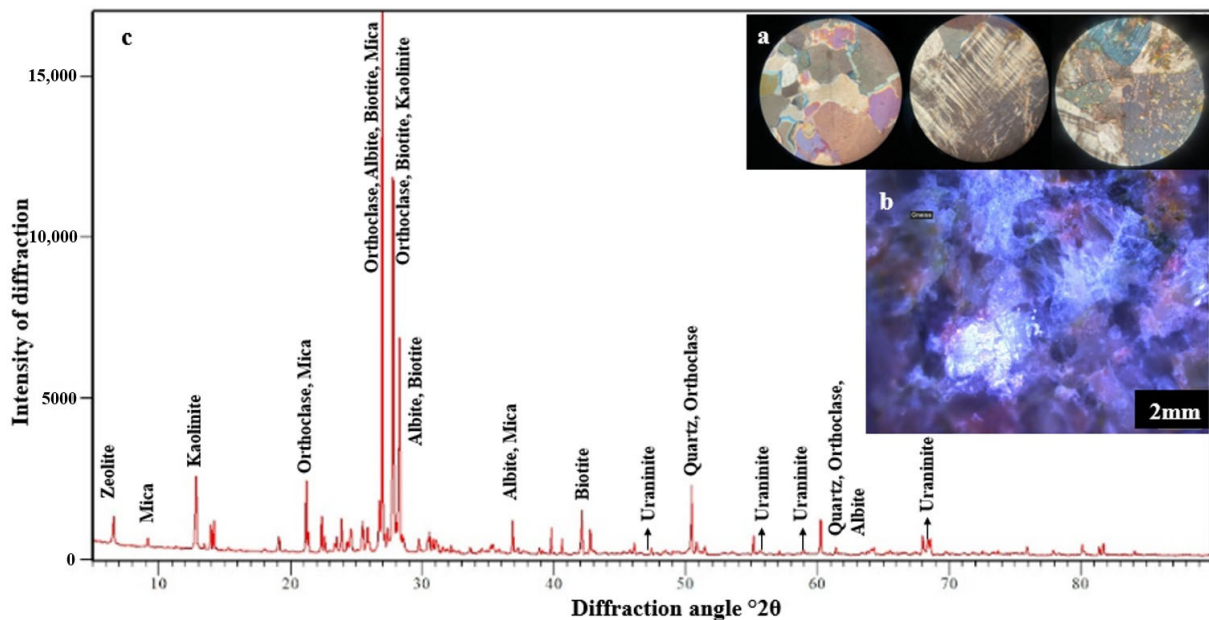 c
a
b
Gneiss
2mm
15,000
10,000
5000
0
Intensity of diffraction
Zeolite
Mica
Kaolinite
Orthoclase, Mica
Orthoclase, Albite, Biotite, Mica
Orthoclase, Biotite, Kaolinite
Albite, Biotite
Albite, Mica
Biotite
Uraninite
Quartz, Orthoclase
Uraninite
Uraninite
Quartz, Orthoclase,
Albite
Uraninite
10 20 30 40 50 60 70 80
Diffraction angle °2θ